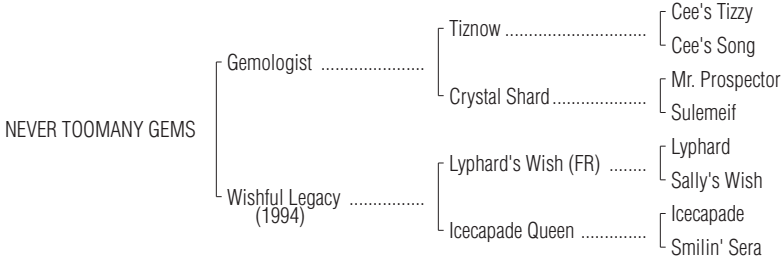 Cee's Tizzy
Tiznow ..............................
Cee's Song
Gemologist ......................
Mr. Prospector
Crystal Shard....................
Sulemeif
NEVER TOOMANY GEMS
Lyphard
Lyphard's Wish (FR) ........
Sally's Wish
Wishful Legacy ................
(1994)
Icecapade
Icecapade Queen ..............
Smilin' Sera